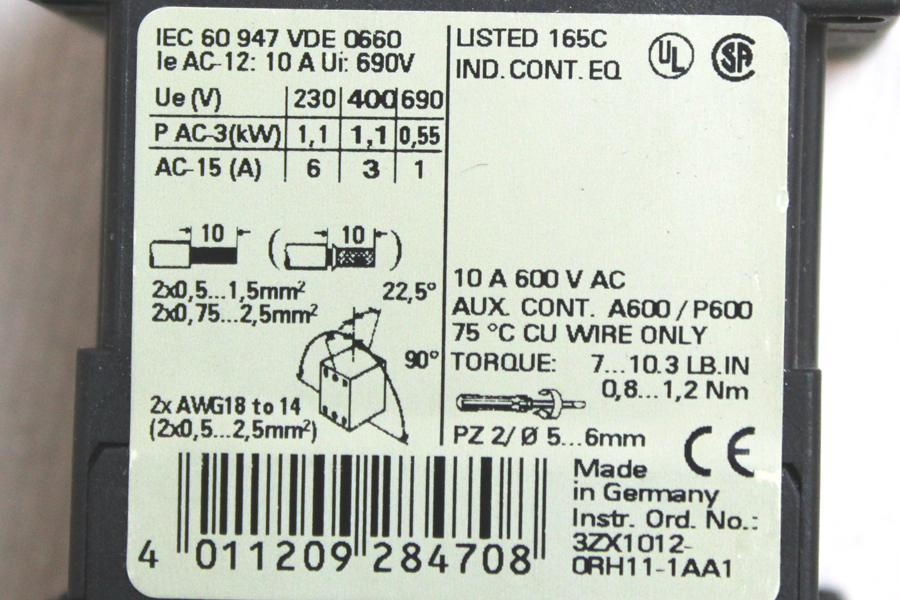 IEC 60 947 VDE 0660
Ie AC-12: 10 A Ui: 690V
Ue (V) 230 400 690
P AC-3(kW) 1,1 1,1 0,55
AC-15 (A) 6 3 1
10 ( 10 )
2x0,5...1,5mm²
2x0,75...2,5mm²
22,5°
90°
2x AWG18 to 14
(2x0,5...2,5mm²)
LISTED 165C
IND. CONT. EQ
UL
SA
10 A 600 V AC
AUX. CONT. A600 / P600
75 °C CU WIRE ONLY
TORQUE: 7...10.3 LB.IN
0,8...1,2 Nm
PZ 2/ Ø 5...6mm
CE
Made
in Germany
Instr. Ord. No.:
3ZX1012-
0RH11-1AA1
4 011209 284708